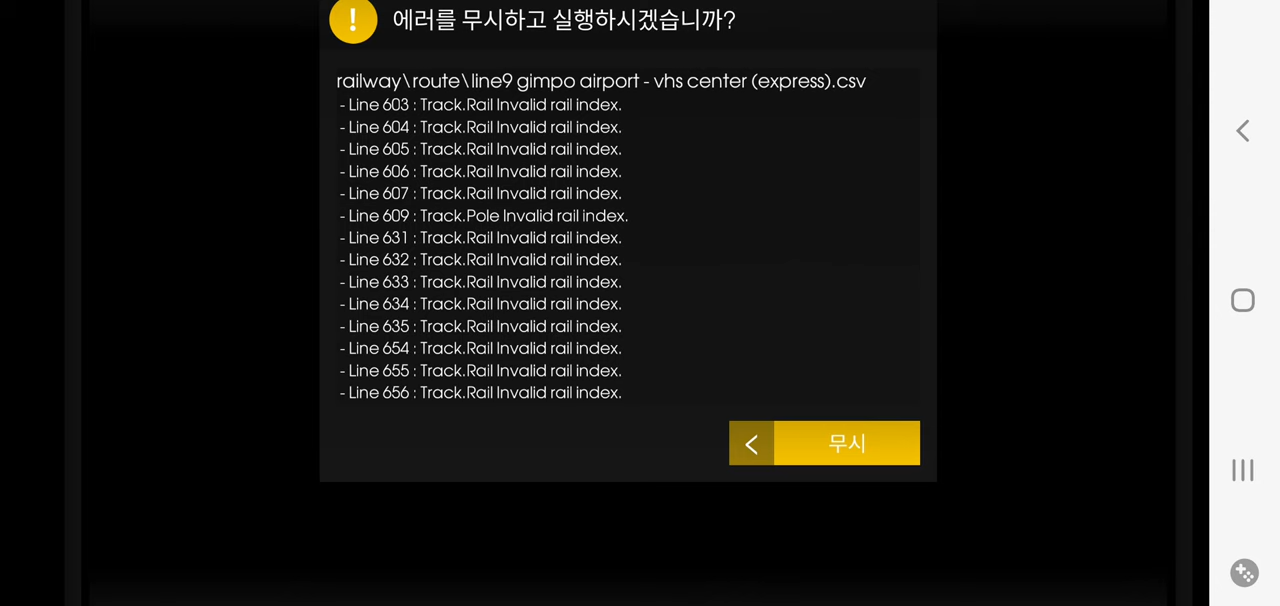 ! 에러를 무시하고 실행하시겠습니까?
railway\route\line9 gimpo airport - vhs center (express).csv
- Line 603 : Track.Rail Invalid rail index.
- Line 604 : Track.Rail Invalid rail index.
- Line 605 : Track.Rail Invalid rail index.
- Line 606 : Track.Rail Invalid rail index.
- Line 607 : Track.Rail Invalid rail index.
- Line 609 : Track.Pole Invalid rail index.
- Line 631 : Track.Rail Invalid rail index.
- Line 632 : Track.Rail Invalid rail index.
- Line 633 : Track.Rail Invalid rail index.
- Line 634 : Track.Rail Invalid rail index.
- Line 635 : Track.Rail Invalid rail index.
- Line 654 : Track.Rail Invalid rail index.
- Line 655 : Track.Rail Invalid rail index.
- Line 656 : Track.Rail Invalid rail index.
무시